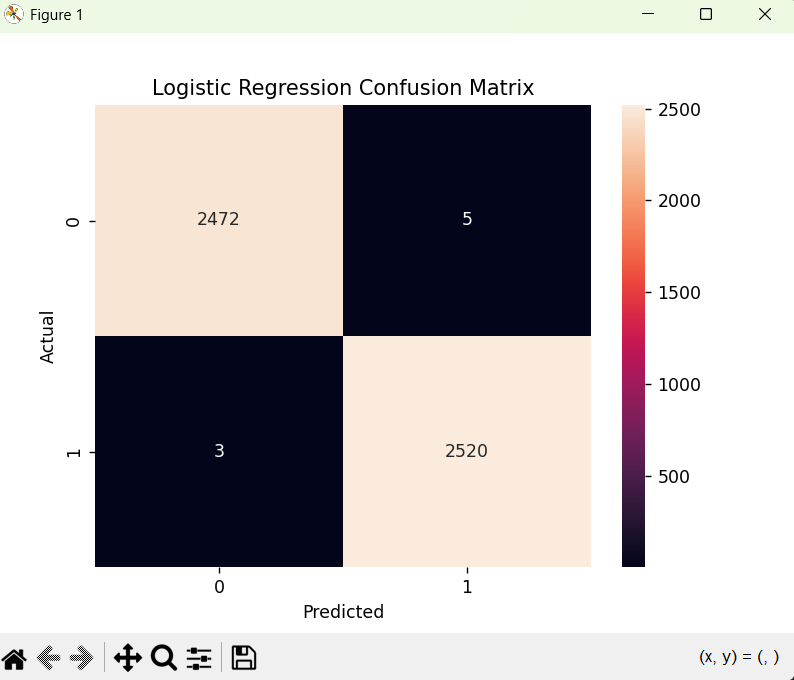 Figure 1
Logistic Regression Confusion Matrix
2500
2000
1500
1000
500
0
2472
5
Actual
1
3
2520
0
1
Predicted
(x, y) = (, )